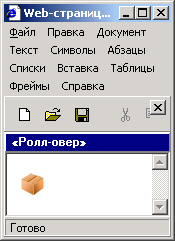 Web-страниц...
Файл Правка Документ
Текст Символы Абзацы
Списки Вставка Таблицы
Фреймы Справка
«Ролл-овер»
Готово